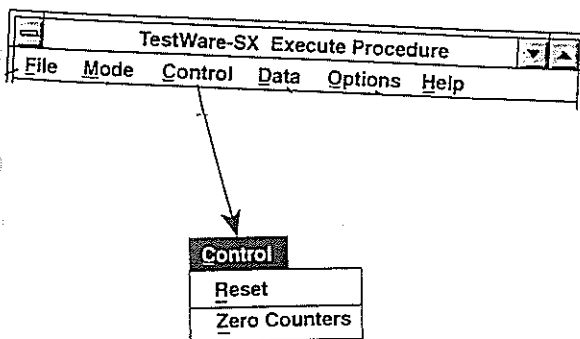 TestWare-SX Execute Procedure
File Mode Control Data Options Help
Control
Reset
Zero Counters